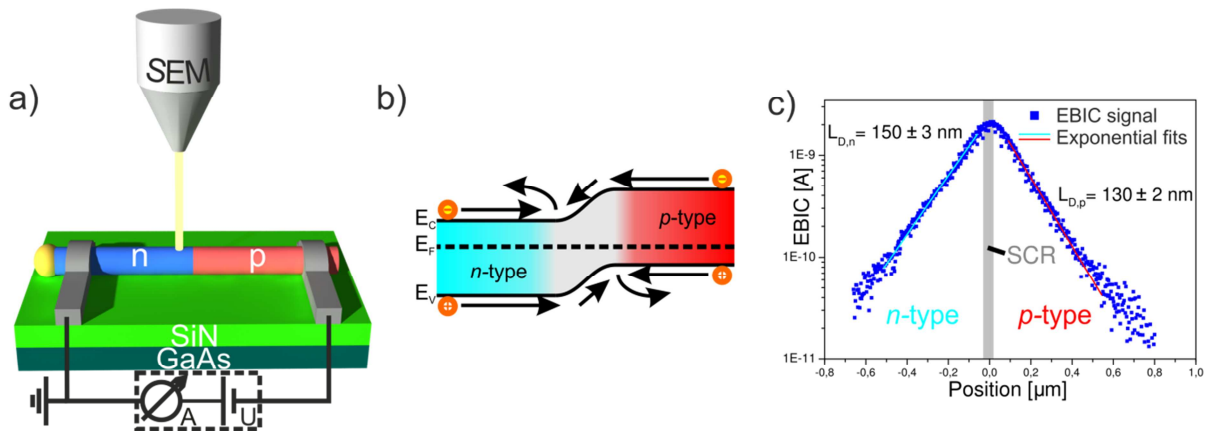 a)
SEM
n
p
SiN
GaAs
A
U
b)
E_C
E_F
E_V
n-type
p-type
c)
EBIC [A]
1E-9
1E-10
1E-11
L_{D,n} = 150 ± 3 nm
EBIC signal
Exponential fits
L_{D,p} = 130 ± 2 nm
SCR
n-type
p-type
-0,8 -0,6 -0,4 -0,2 0,0 0,2 0,4 0,6 0,8 1,0
Position [µm]